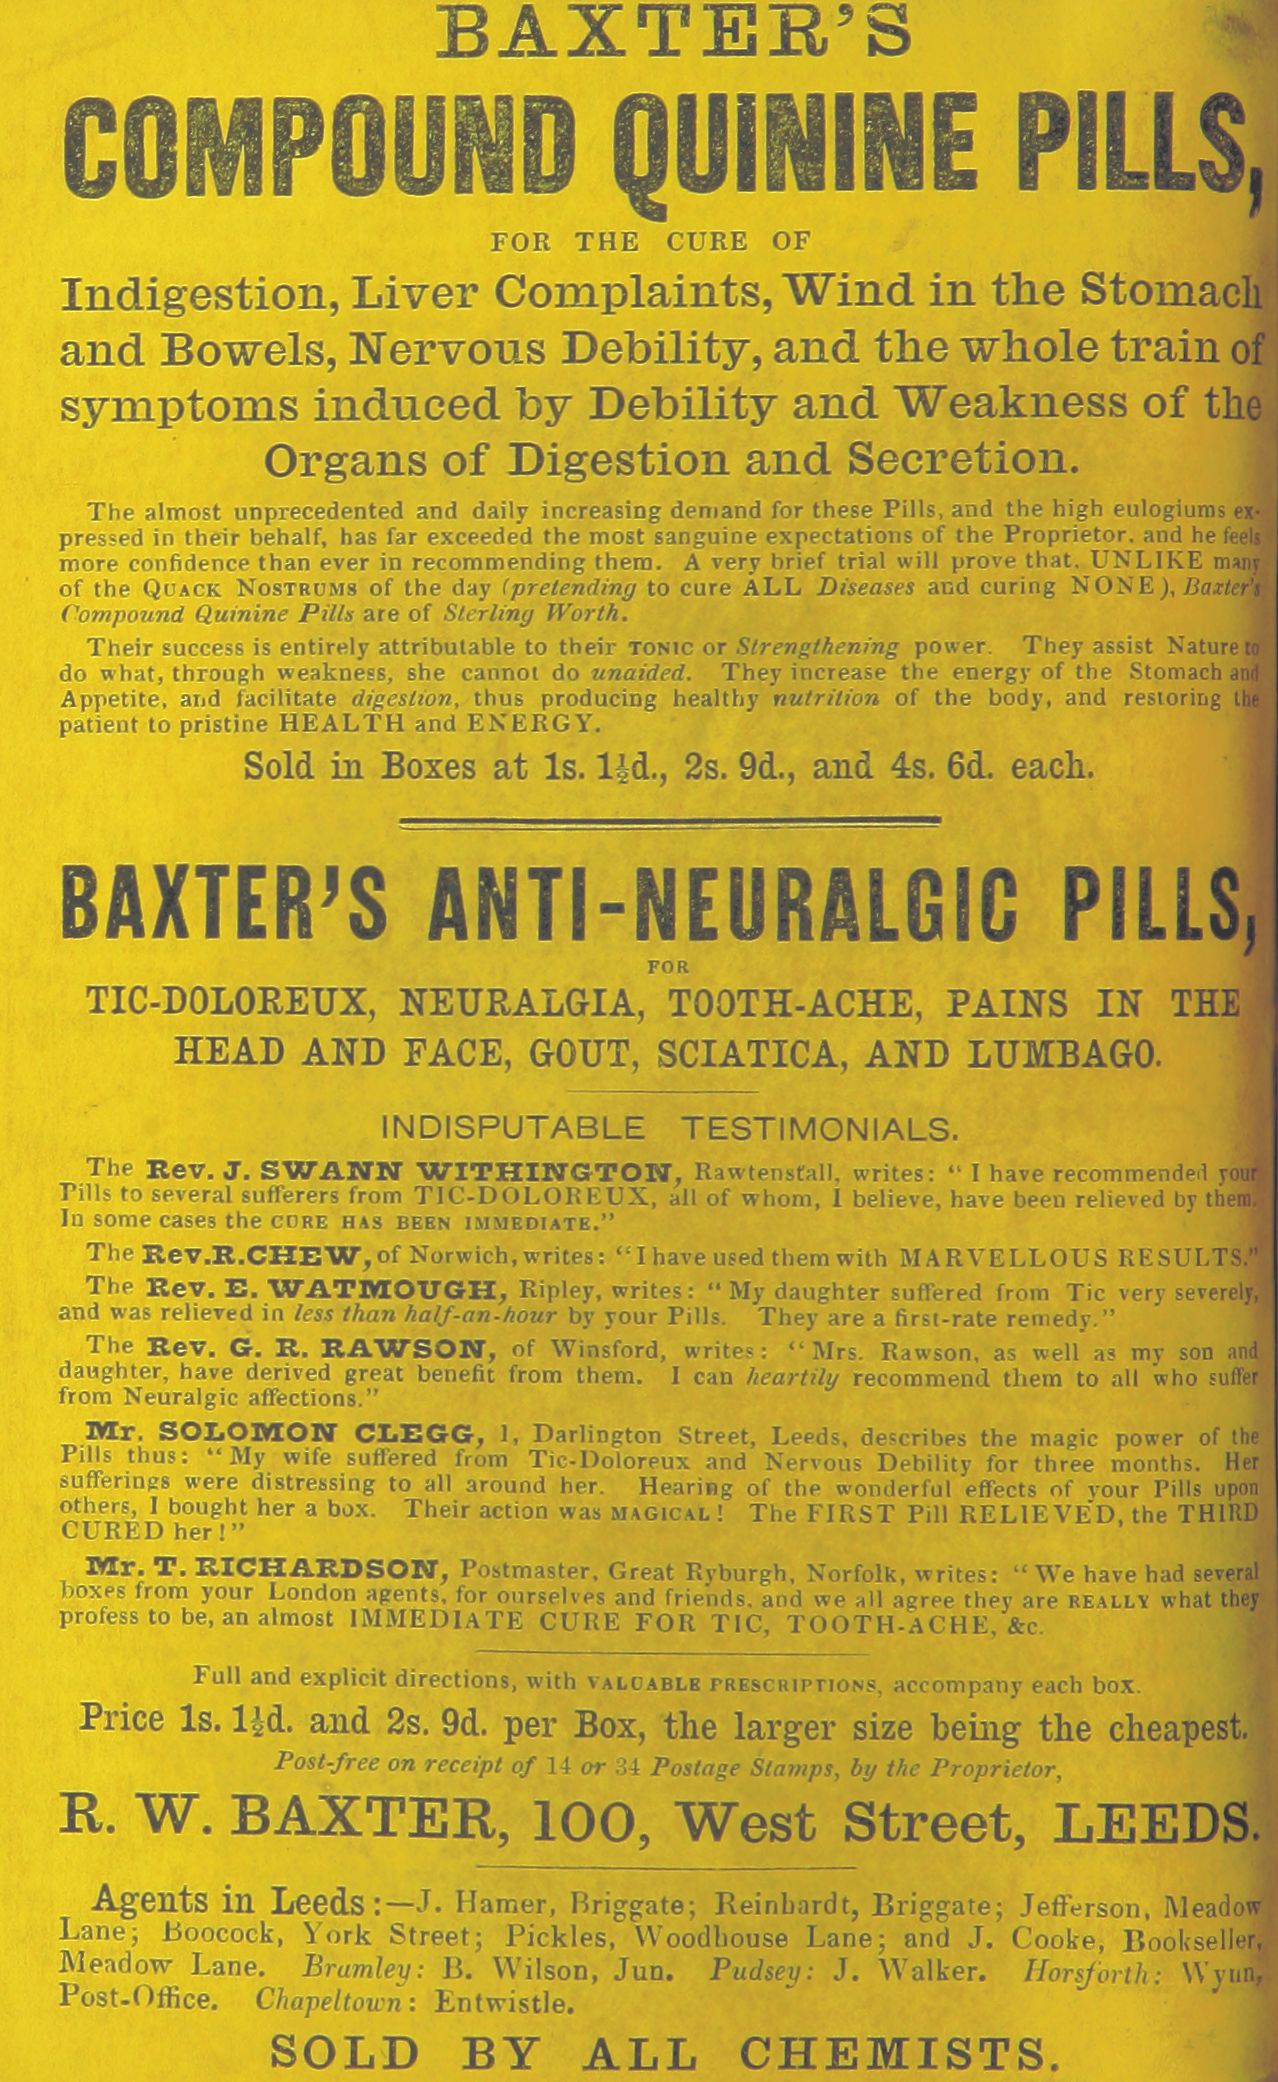 BAXTER'S
COMPOUND QUININE PILLS,
FOR THE CURE OF
Indigestion, Liver Complaints, Wind in the Stomach
and Bowels, Nervous Debility, and the whole train of
symptoms induced by Debility and Weakness of the
Organs of Digestion and Secretion.
The almost unprecedented and daily increasing demand for these Pills, and the high eulogiums ex-
pressed in their behalf, has far exceeded the most sanguine expectations of the Proprietor, and he feels
more confidence than ever in recommending them. A very brief trial will prove that, UNLIKE many
of the QUACK NOSTRUMS of the day (pretending to cure ALL Diseases and curing NONE), Baxter's
Compound Quinine Pills are of Sterling Worth.
Their success is entirely attributable to their TONIC or Strengthening power. They assist Nature to
do what, through weakness, she cannot do unaided. They increase the energy of the Stomach and
Appetite, and facilitate digestion, thus producing healthy nutrition of the body, and restoring the
patient to pristine HEALTH and ENERGY.
Sold in Boxes at 1s. 1½d., 2s. 9d., and 4s. 6d. each.
BAXTER'S ANTI-NEURALGIC PILLS,
FOR
TIC-DOLOREUX, NEURALGIA, TOOTH-ACHE, PAINS IN THE
HEAD AND FACE, GOUT, SCIATICA, AND LUMBAGO.
INDISPUTABLE TESTIMONIALS.
The Rev. J. SWANN WITHINGTON, Rawtenstall, writes: "I have recommended your
Pills to several sufferers from TIC-DOLOREUX, all of whom, I believe, have been relieved by them.
In some cases the CURE HAS BEEN IMMEDIATE."
The Rev. R. CHEW, of Norwich, writes: "I have used them with MARVELLOUS RESULTS."
The Rev. E. WATMOUGH, Ripley, writes: "My daughter suffered from Tic very severely,
and was relieved in less than half-an-hour by your Pills. They are a first-rate remedy."
The Rev. G. R. RAWSON, of Winsford, writes: "Mrs. Rawson, as well as my son and
daughter, have derived great benefit from them. I can heartily recommend them to all who suffer
from Neuralgic affections."
Mr. SOLOMON CLEGG, 1, Darlington Street, Leeds, describes the magic power of the
Pills thus: "My wife suffered from Tic-Doloreux and Nervous Debility for three months. Her
sufferings were distressing to all around her. Hearing of the wonderful effects of your Pills upon
others, I bought her a box. Their action was MAGICAL! The FIRST Pill RELIEVED, the THIRD
CURED her!"
Mr. T. RICHARDSON, Postmaster, Great Ryburgh, Norfolk, writes: "We have had several
boxes from your London agents, for ourselves and friends, and we all agree they are REALLY what they
profess to be, an almost IMMEDIATE CURE FOR TIC, TOOTH-ACHE, &c.
Full and explicit directions, with VALUABLE PRESCRIPTIONS, accompany each box.
Price 1s. 1½d. and 2s. 9d. per Box, the larger size being the cheapest.
Post-free on receipt of 14 or 34 Postage Stamps, by the Proprietor,
R. W. BAXTER, 100, West Street, LEEDS.
Agents in Leeds:—J. Hamer, Briggate; Reinhardt, Briggate; Jefferson, Meadow
Lane; Boocock, York Street; Pickles, Woodhouse Lane; and J. Cooke, Bookseller,
Meadow Lane. Bramley: B. Wilson, Jun. Pudsey: J. Walker. Horsforth: Wynn,
Post-Office. Chapeltown: Entwistle.
SOLD BY ALL CHEMISTS.